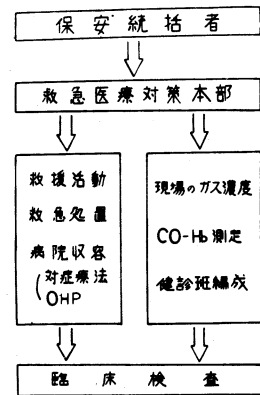 保安統括者
救急医療対策本部
救援活動
救急処置
病院収容
(対症療法
OHP
現場のガス濃度
CO-Hb測定
健診班編成
臨床検査